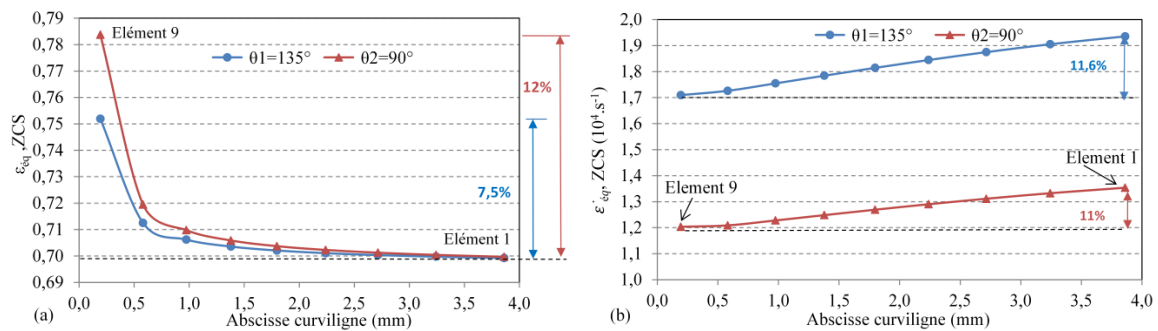 ε_éq, ZCS
0,79
0,78
0,77
0,76
0,75
0,74
0,73
0,72
0,71
0,70
0,69
Elément 9
θ1=135° θ2=90°
12%
7,5%
Elément 1
0,0 0,5 1,0 1,5 2,0 2,5 3,0 3,5 4,0
(a) Abscisse curviligne (mm)
ε˙éq, ZCS (10⁴.s⁻¹)
2,0
1,9
1,8
1,7
1,6
1,5
1,4
1,3
1,2
1,1
1,0
θ1=135° θ2=90°
11,6%
Element 1
Element 9
11%
0,0 0,5 1,0 1,5 2,0 2,5 3,0 3,5 4,0
(b) Abscisse curviligne (mm)